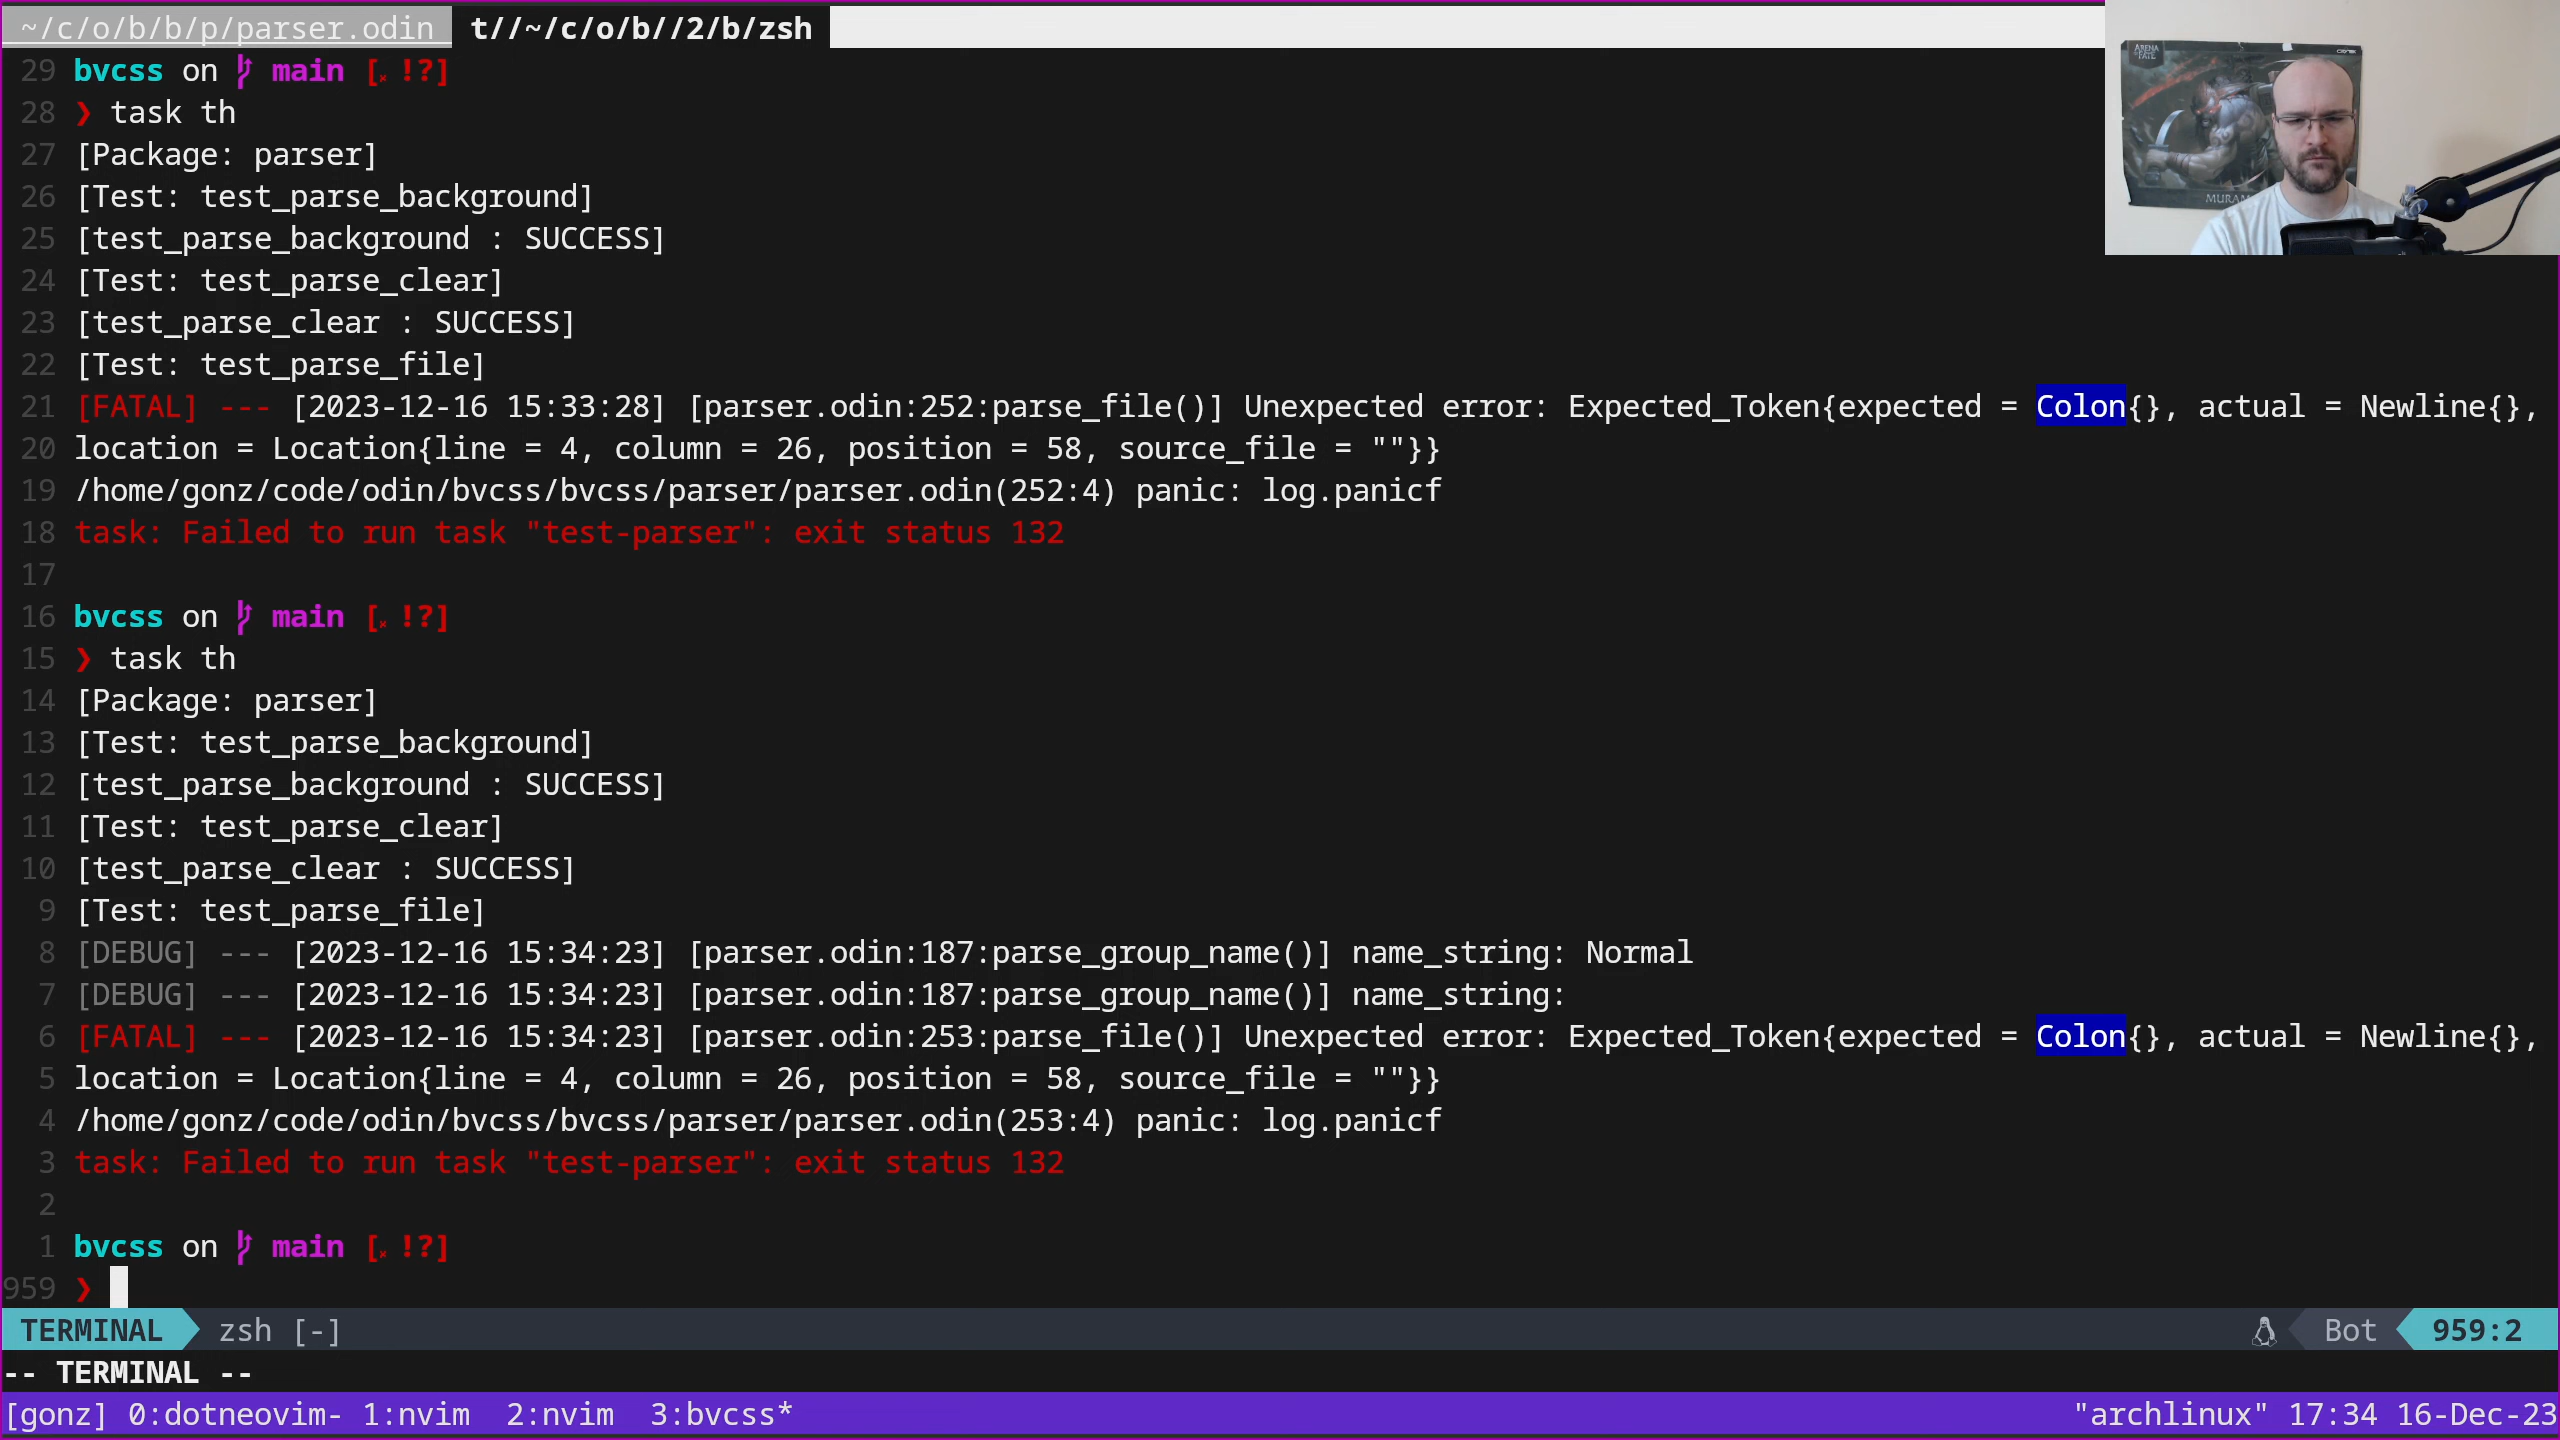 ~/c/o/b/b/p/parser.odin  t//~/c/o/b//2/b/zsh
ARENA of FATE
29 bvcss on main [ !?]
28 ❯ task th
27 [Package: parser]
26 [Test: test_parse_background]
25 [test_parse_background : SUCCESS]
24 [Test: test_parse_clear]
23 [test_parse_clear : SUCCESS]
22 [Test: test_parse_file]
21 [FATAL] --- [2023-12-16 15:33:28] [parser.odin:252:parse_file()] Unexpected error: Expected_Token{expected = Colon{}, actual = Newline{},
20 location = Location{line = 4, column = 26, position = 58, source_file = ""}}
19 /home/gonz/code/odin/bvcss/bvcss/parser/parser.odin(252:4) panic: log.panicf
18 task: Failed to run task "test-parser": exit status 132
17
16 bvcss on main [ !?]
15 ❯ task th
14 [Package: parser]
13 [Test: test_parse_background]
12 [test_parse_background : SUCCESS]
11 [Test: test_parse_clear]
10 [test_parse_clear : SUCCESS]
9 [Test: test_parse_file]
8 [DEBUG] --- [2023-12-16 15:34:23] [parser.odin:187:parse_group_name()] name_string: Normal
7 [DEBUG] --- [2023-12-16 15:34:23] [parser.odin:187:parse_group_name()] name_string:
6 [FATAL] --- [2023-12-16 15:34:23] [parser.odin:253:parse_file()] Unexpected error: Expected_Token{expected = Colon{}, actual = Newline{},
5 location = Location{line = 4, column = 26, position = 58, source_file = ""}}
4 /home/gonz/code/odin/bvcss/bvcss/parser/parser.odin(253:4) panic: log.panicf
3 task: Failed to run task "test-parser": exit status 132
2
1 bvcss on main [ !?]
959 ❯
TERMINAL zsh [-] Bot 959:2
-- TERMINAL --
[gonz] 0:dotneovim- 1:nvim  2:nvim  3:bvcss* "archlinux" 17:34 16-Dec-23